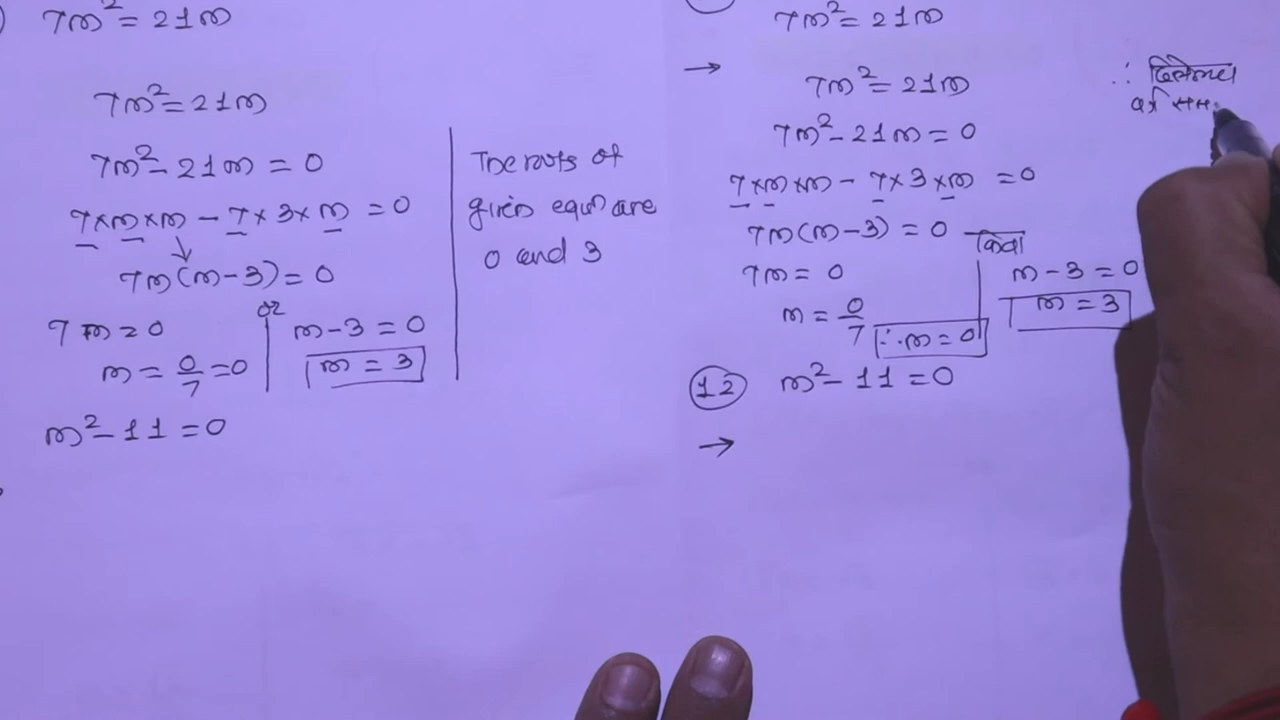 7m² = 21m
7m² = 21m
7m² - 21m = 0
7×m×m - 7×3×m = 0
7m(m-3) = 0
or
7m = 0
m - 3 = 0
m = 0/7 = 0
m = 3
m² - 11 = 0
The roots of
given equn are
0 and 3
7m² = 21m
→
7m² = 21m
7m² - 21m = 0
7×m×m - 7×3×m = 0
7m(m-3) = 0
किंवा
7m = 0
m - 3 = 0
m = 0/7
∴ m = 0
m = 3
12 m² - 11 = 0
→
∴ दिलेल्या
वर्ग सम